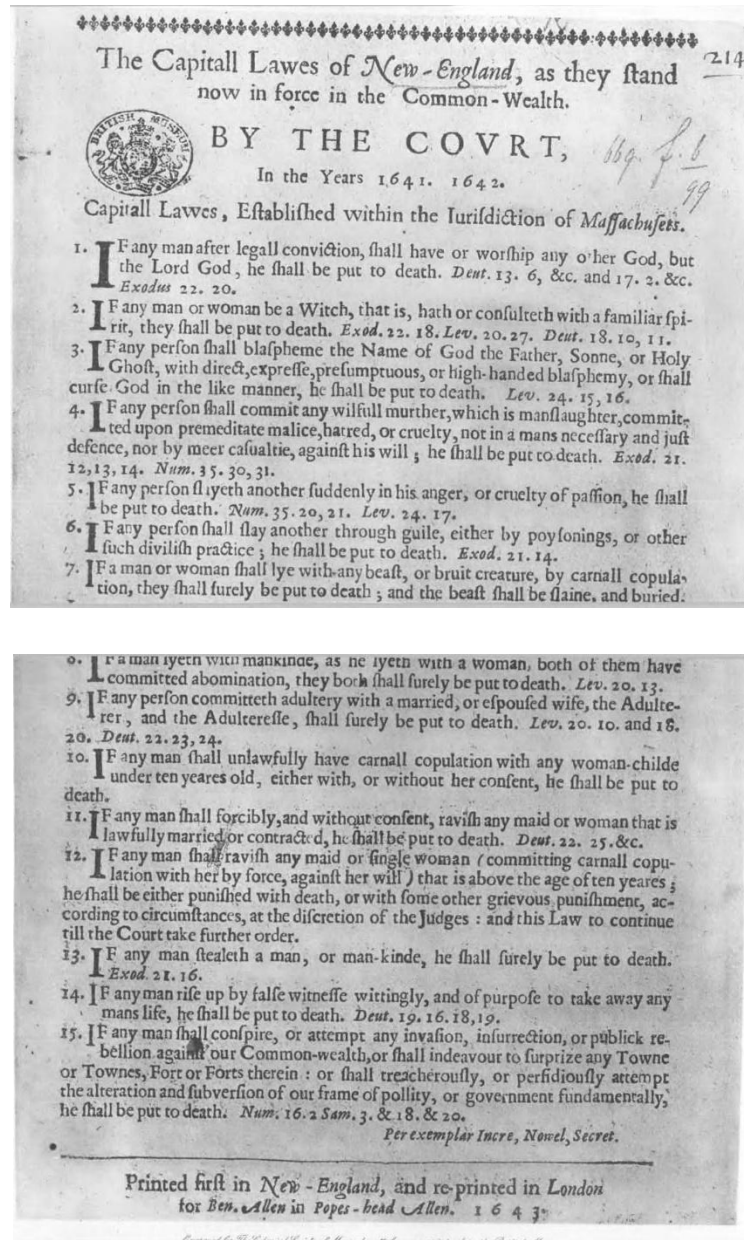 214
The Capitall Lawes of New-England, as they ſtand
now in force in the Common-Wealth.
BRITISH MUSEUM
BY THE COVRT,
In the Years 1641. 1642.
Capitall Lawes, Eſtabliſhed within the Iuriſdiction of Maſſachuſets.
1. IF any man after legall conviction, ſhall have or worſhip any other God, but
the Lord God, he ſhall be put to death. Deut. 13. 6, &c. and 17. 2. &c.
Exodus 22. 20.
2. IF any man or woman be a Witch, that is, hath or conſulteth with a familiar ſpi-
rit, they ſhall be put to death. Exod. 22. 18. Lev. 20. 27. Deut. 18. 10, 11.
3. IF any perſon ſhall blaſpheme the Name of God the Father, Sonne, or Holy
Ghoſt, with direct, expreſſe, preſumptuous, or high-handed blaſphemy, or ſhall
curſe God in the like manner, he ſhall be put to death. Lev. 24. 15, 16.
4. IF any perſon ſhall commit any wilfull murther, which is manſlaughter, commit-
ted upon premeditate malice, hatred, or cruelty, not in a mans neceſſary and juſt
defence, nor by meer caſualtie, againſt his will; he ſhall be put to death. Exod. 21.
12, 13, 14. Num. 35. 30, 31.
5. IF any perſon ſlayeth another ſuddenly in his anger, or cruelty of paſſion, he ſhall
be put to death. Num. 35. 20, 21. Lev. 24. 17.
6. IF any perſon ſhall ſlay another through guile, either by poyſonings, or other
ſuch diviliſh practice; he ſhall be put to death. Exod. 21. 14.
7. IF a man or woman ſhall lye with any beaſt, or bruit creature, by carnall copula-
tion, they ſhall ſurely be put to death; and the beaſt ſhall be ſlaine, and buried.
8. IF a man lyeth with mankinde, as he lyeth with a woman, both of them have
committed abomination, they both ſhall ſurely be put to death. Lev. 20. 13.
9. IF any perſon committeth adultery with a married, or eſpouſed wife, the Adulte-
rer, and the Adultereſſe, ſhall ſurely be put to death. Lev. 20. 10. and 18.
20. Deut. 22. 23, 24.
10. IF any man ſhall unlawfully have carnall copulation with any woman-childe
under ten yeares old, either with, or without her conſent, he ſhall be put to
death.
11. IF any man ſhall forcibly, and without conſent, raviſh any maid or woman that is
lawfully married or contracted, he ſhall be put to death. Deut. 22. 25. &c.
12. IF any man ſhall raviſh any maid or ſingle woman (committing carnall copu-
lation with her by force, againſt her will) that is above the age of ten yeares;
he ſhall be either puniſhed with death, or with ſome other grievous puniſhment, ac-
cording to circumſtances, at the diſcretion of the Judges: and this Law to continue
till the Court take further order.
13. IF any man ſtealeth a man, or man-kinde, he ſhall ſurely be put to death.
Exod. 21. 16.
14. IF any man riſe up by falſe witneſſe wittingly, and of purpoſe to take away any
mans life, he ſhall be put to death. Deut. 19. 16. 18, 19.
15. IF any man ſhall conſpire, or attempt any invaſion, inſurrection, or publick re-
bellion againſt our Common-wealth, or ſhall indeavour to ſurprize any Towne
or Townes, Fort or Forts therein: or ſhall treacherouſly, or perfidiouſly attempt
the alteration and ſubverſion of our frame of pollity, or government fundamentally,
he ſhall be put to death. Num. 16. 2 Sam. 3. & 18. & 20.
Per exemplar Incre, Nowel, Secret.
Printed firſt in New-England, and re-printed in London
for Ben. Allen in Popes-head Allen. 1643.